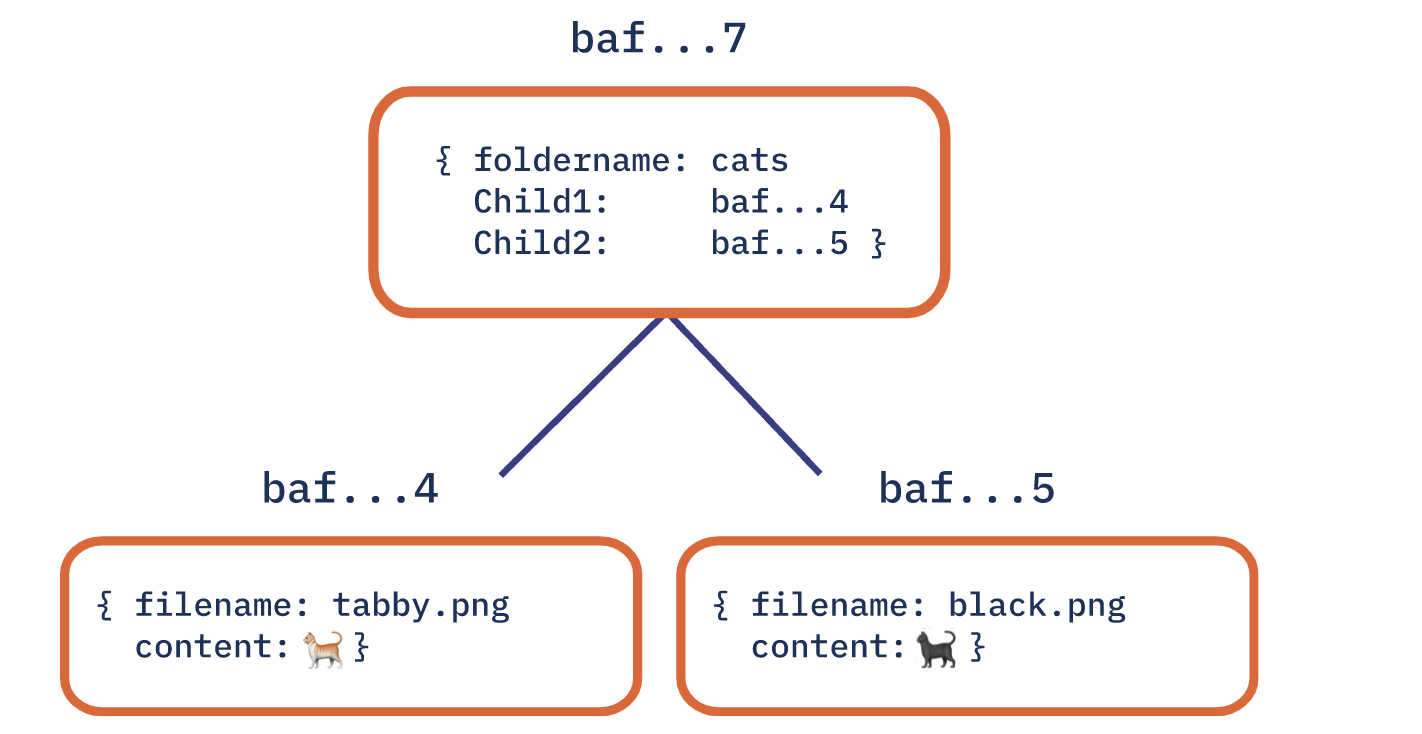 baf...7
{ foldername: cats
Child1: baf...4
Child2: baf...5 }
baf...4
baf...5
{ filename: tabby.png
content: 🐈 }
{ filename: black.png
content: 🐈‍⬛ }